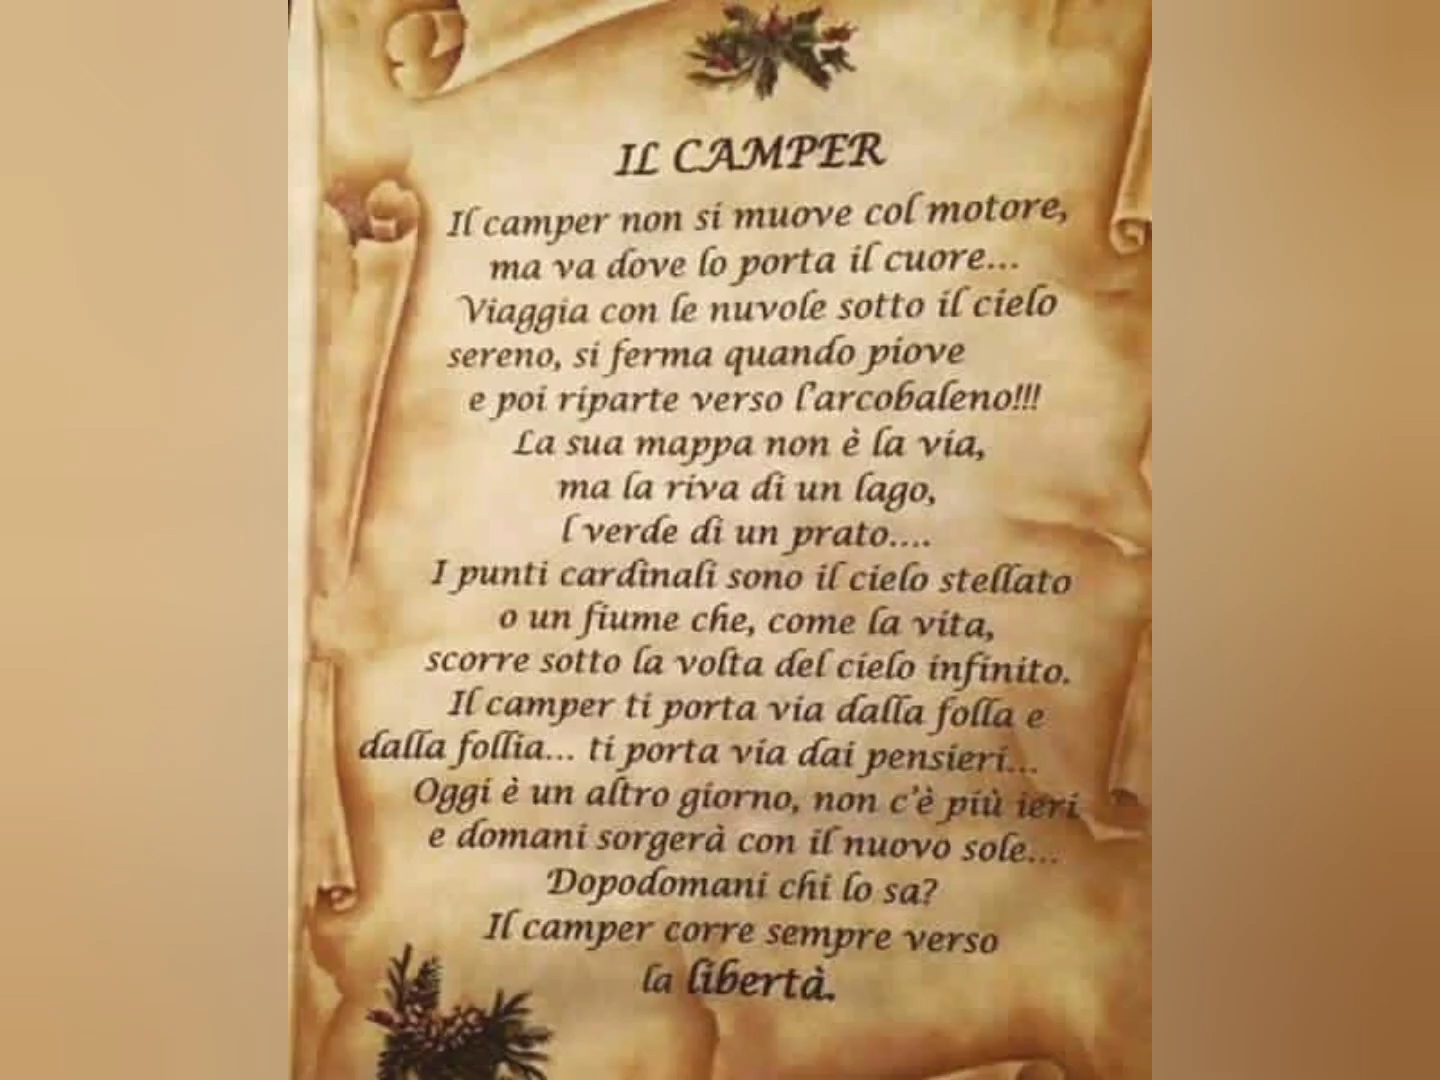 IL CAMPER
Il camper non si muove col motore,
ma va dove lo porta il cuore...
Viaggia con le nuvole sotto il cielo
sereno, si ferma quando piove
e poi riparte verso l'arcobaleno!!!
La sua mappa non è la via,
ma la riva di un lago,
l verde di un prato....
I punti cardinali sono il cielo stellato
o un fiume che, come la vita,
scorre sotto la volta del cielo infinito.
Il camper ti porta via dalla folla e
dalla follia... ti porta via dai pensieri...
Oggi è un altro giorno, non c'è più ieri
e domani sorgerà con il nuovo sole...
Dopodomani chi lo sa?
Il camper corre sempre verso
la libertà.